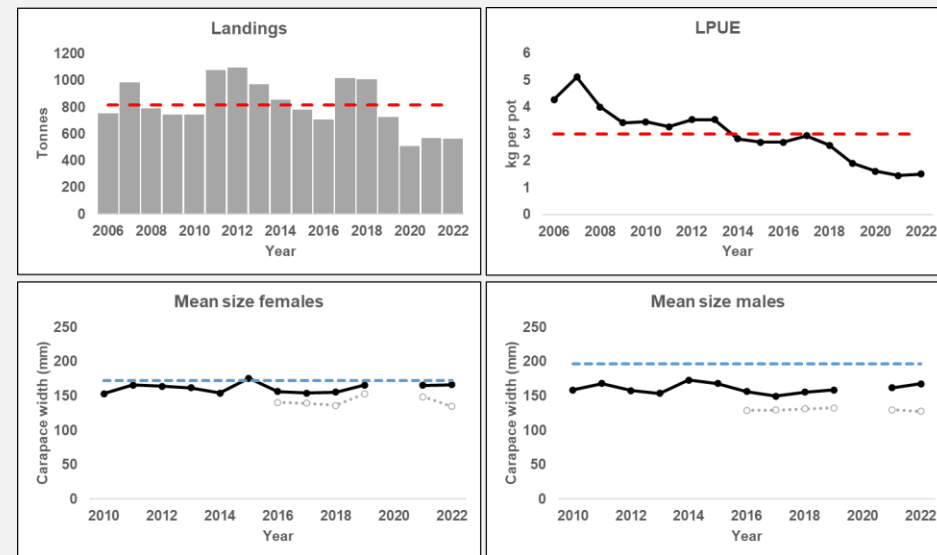 Landings
1200
1000
800
600
400
200
0
Tonnes
2006 2008 2010 2012 2014 2016 2018 2020 2022
Year
LPUE
6
5
4
3
2
1
0
kg per pot
2006 2008 2010 2012 2014 2016 2018 2020 2022
Year
Mean size females
250
200
150
100
50
0
Carapace width (mm)
2010 2012 2014 2016 2018 2020 2022
Year
Mean size males
250
200
150
100
50
0
Carapace width (mm)
2010 2012 2014 2016 2018 2020 2022
Year